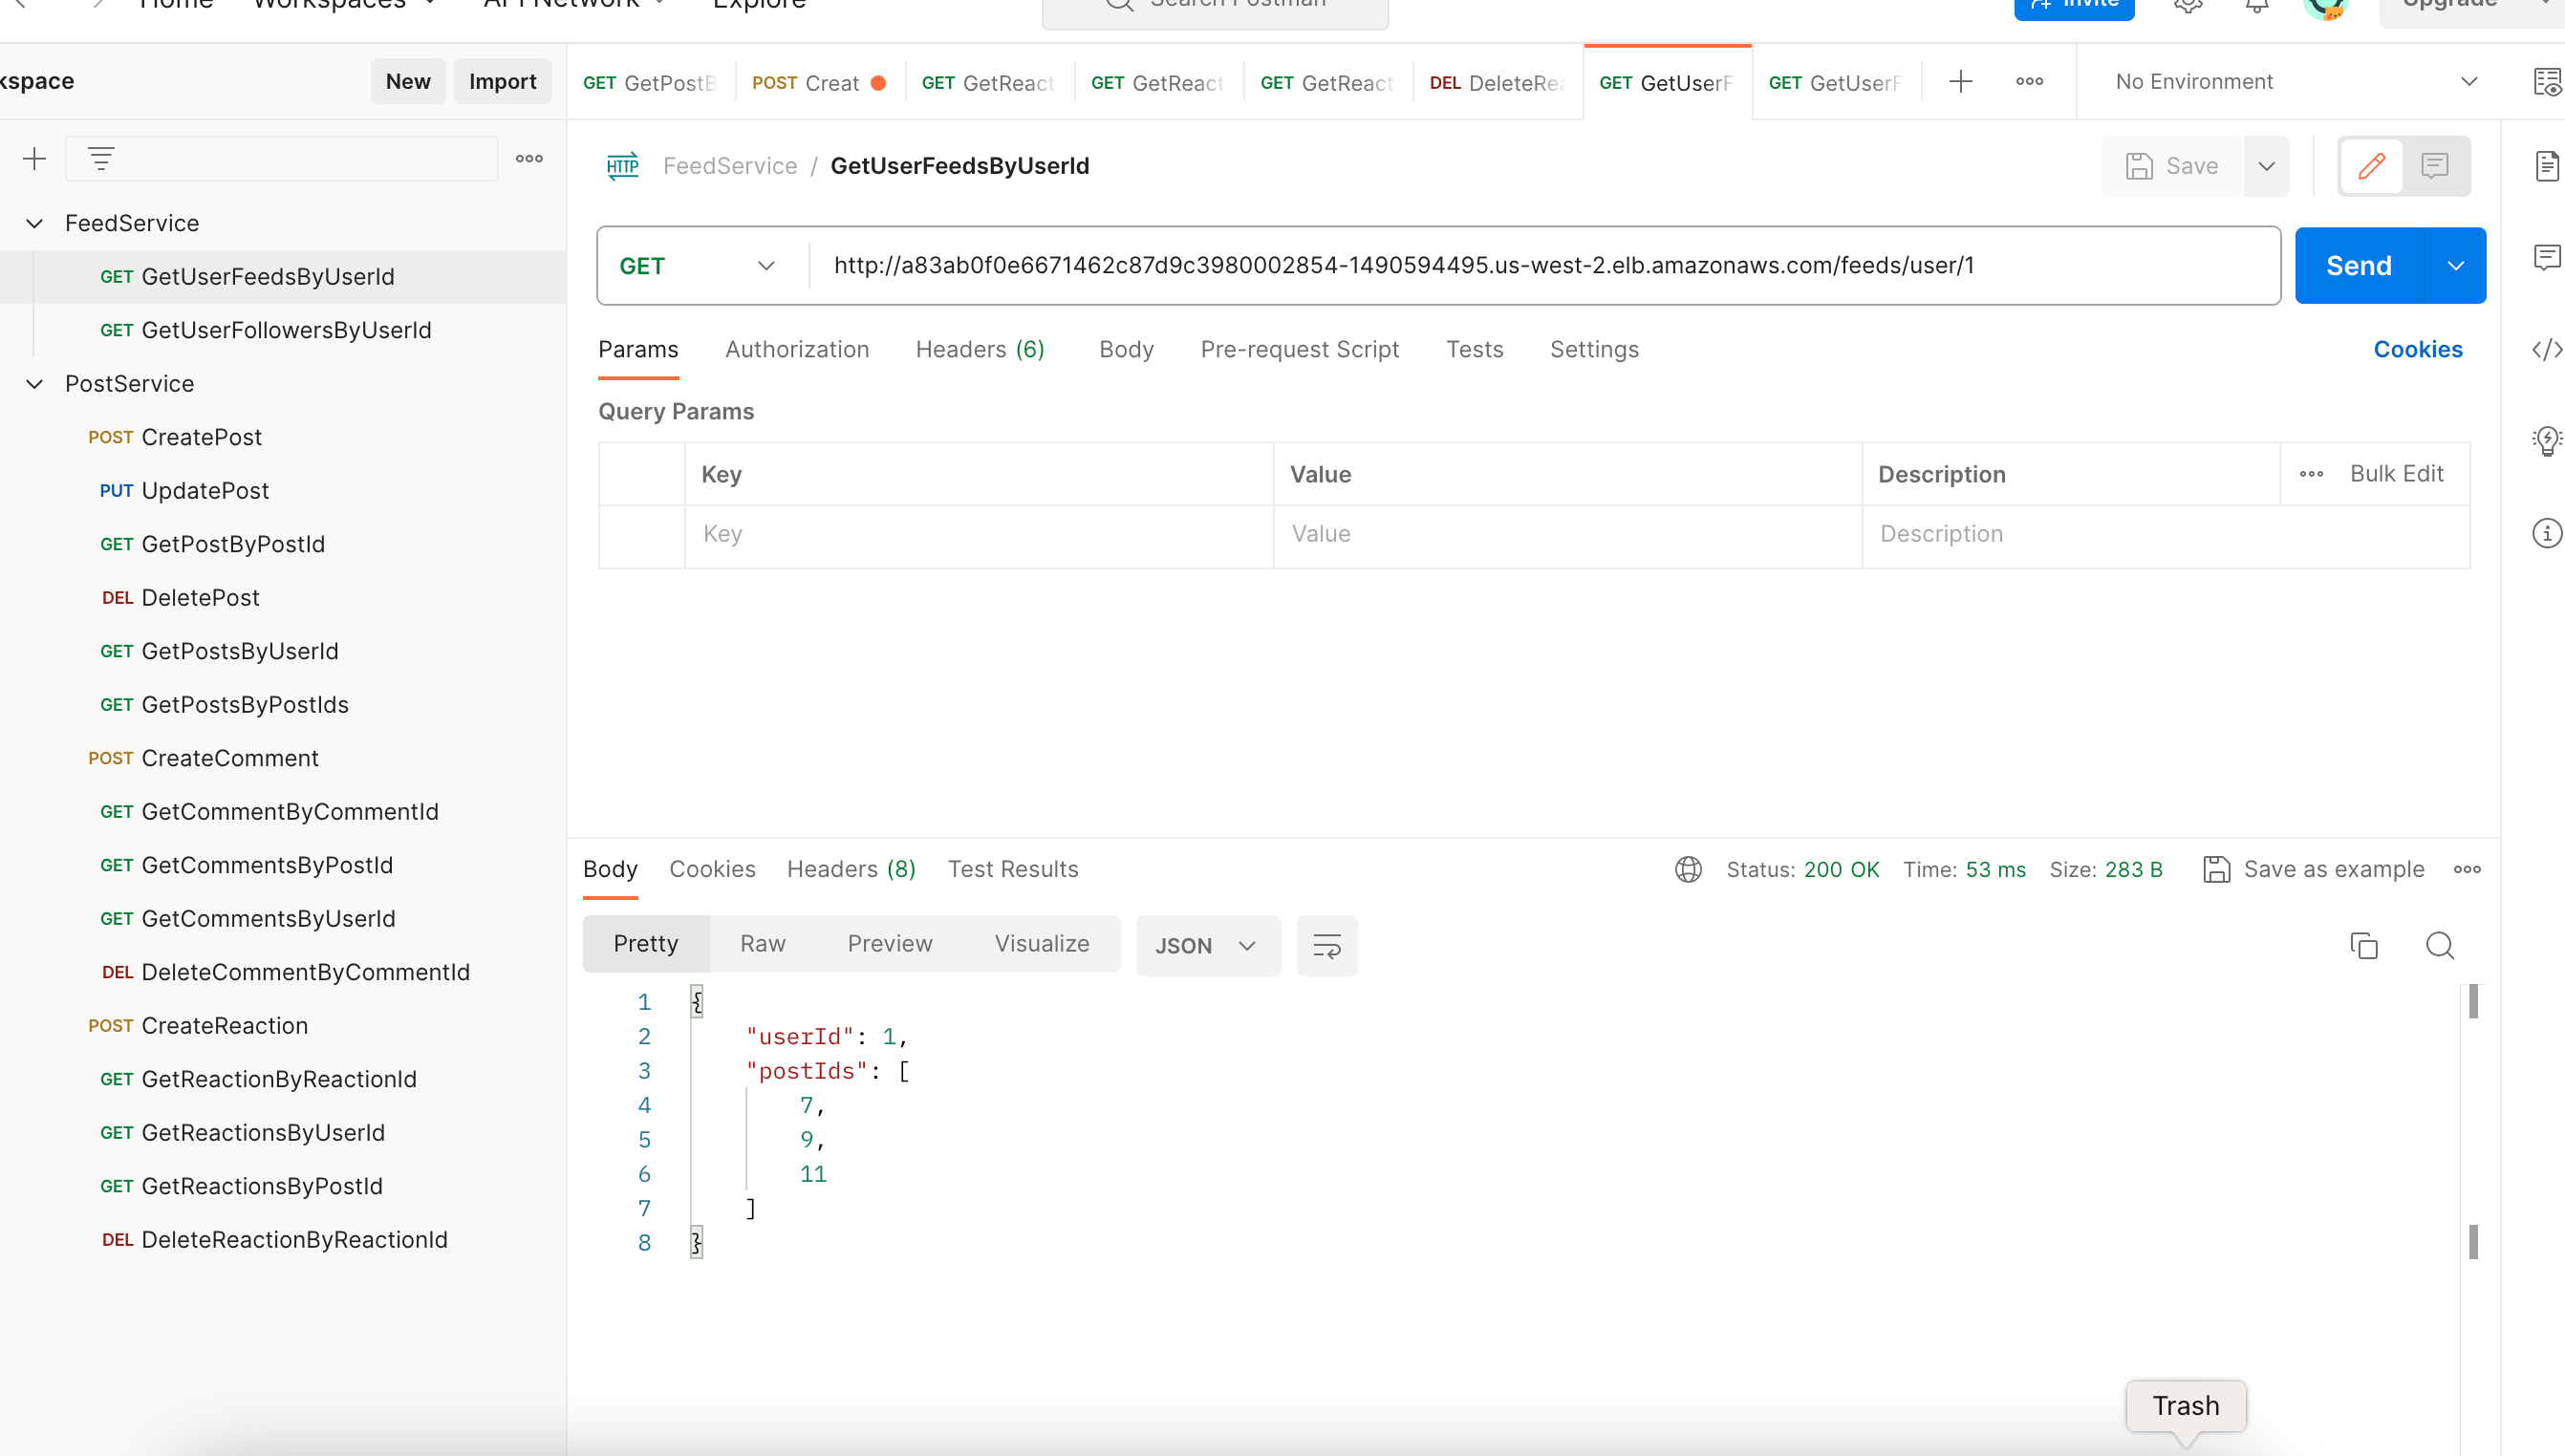 Home Workspaces API Network Explore Search Postman Invite Upgrade
kspace New Import GET GetPostB POST Creat GET GetReact GET GetReact GET GetReact DEL DeleteRea GET GetUserF GET GetUserF No Environment
HTTP FeedService / GetUserFeedsByUserId Save
FeedService
GET GetUserFeedsByUserId
GET GetUserFollowersByUserId
PostService
POST CreatePost
PUT UpdatePost
GET GetPostByPostId
DEL DeletePost
GET GetPostsByUserId
GET GetPostsByPostIds
POST CreateComment
GET GetCommentByCommentId
GET GetCommentsByPostId
GET GetCommentsByUserId
DEL DeleteCommentByCommentId
POST CreateReaction
GET GetReactionByReactionId
GET GetReactionsByUserId
GET GetReactionsByPostId
DEL DeleteReactionByReactionId
GET http://a83ab0f0e6671462c87d9c3980002854-1490594495.us-west-2.elb.amazonaws.com/feeds/user/1 Send
Params Authorization Headers (6) Body Pre-request Script Tests Settings Cookies
Query Params
Key Value Description Bulk Edit
Key Value Description
Body Cookies Headers (8) Test Results Status: 200 OK Time: 53 ms Size: 283 B Save as example
Pretty Raw Preview Visualize JSON
1 {
2 "userId": 1,
3 "postIds": [
4 7,
5 9,
6 11
7 ]
8 }
Trash